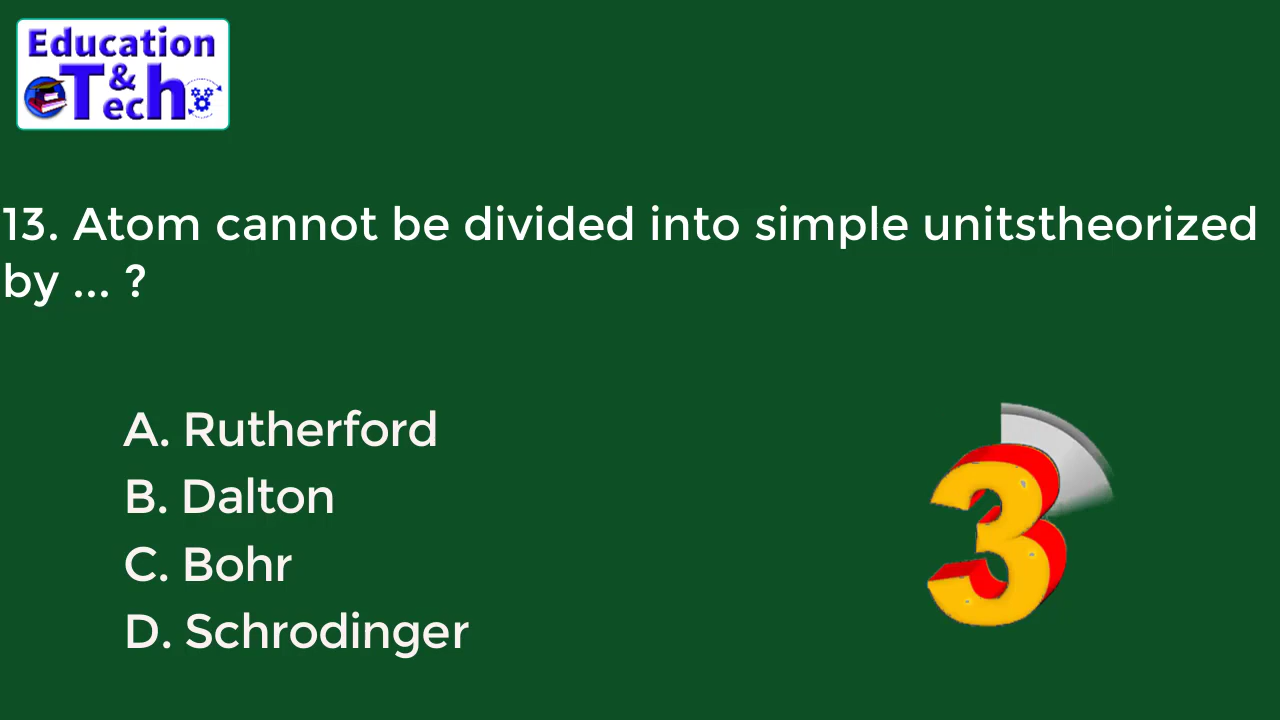 Education
&
Tech
13. Atom cannot be divided into simple unitstheorized
by ... ?
A. Rutherford
B. Dalton
C. Bohr
D. Schrodinger
3